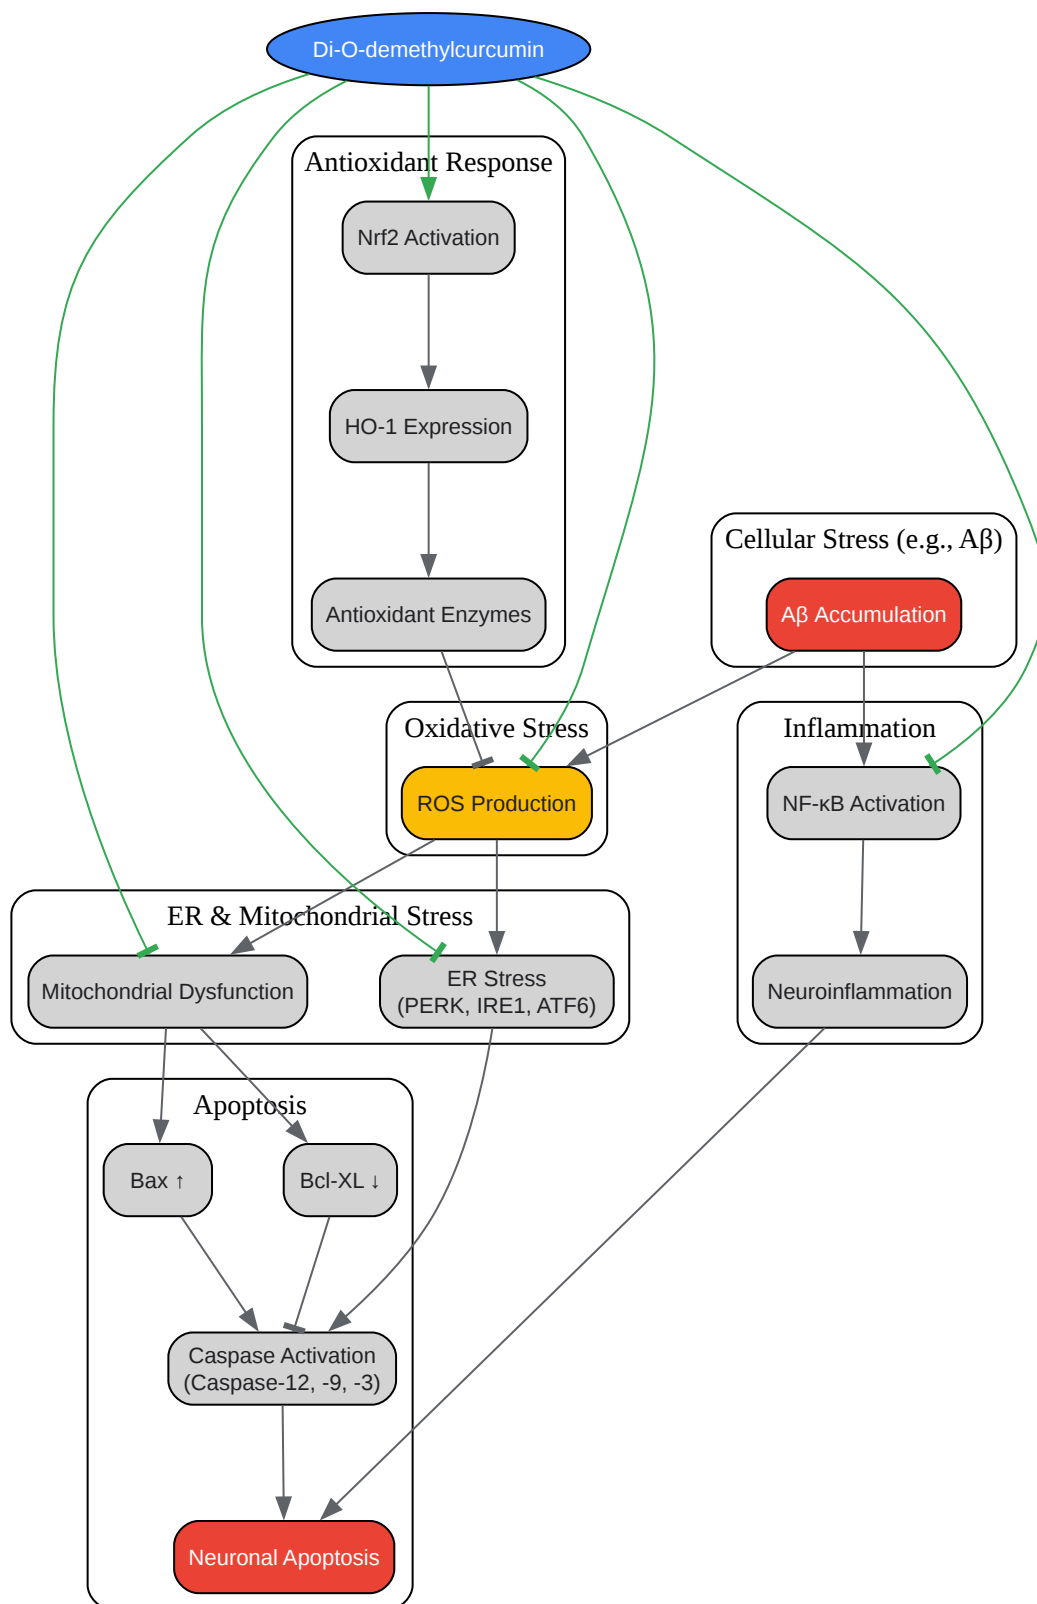 Di-O-demethylcurcumin
Antioxidant Response
Nrf2 Activation
HO-1 Expression
Antioxidant Enzymes
Cellular Stress (e.g., Aβ)
Aβ Accumulation
Oxidative Stress
ROS Production
Inflammation
NF-κB Activation
Neuroinflammation
ER & Mitochondrial Stress
Mitochondrial Dysfunction
ER Stress
(PERK, IRE1, ATF6)
Apoptosis
Bax ↑
Bcl-XL ↓
Caspase Activation
(Caspase-12, -9, -3)
Neuronal Apoptosis